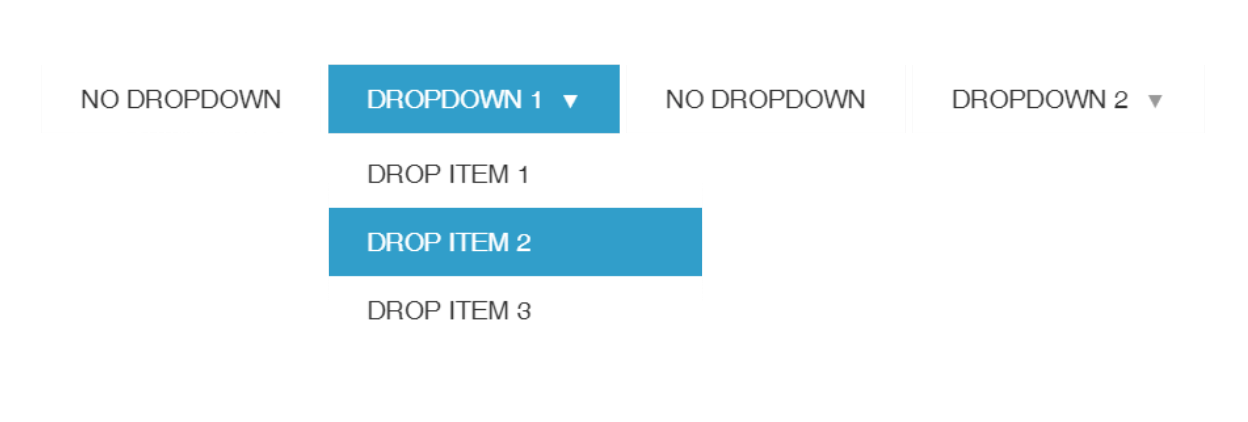 NO DROPDOWN DROPDOWN 1 ▼ NO DROPDOWN DROPDOWN 2 ▼
DROP ITEM 1
DROP ITEM 2
DROP ITEM 3